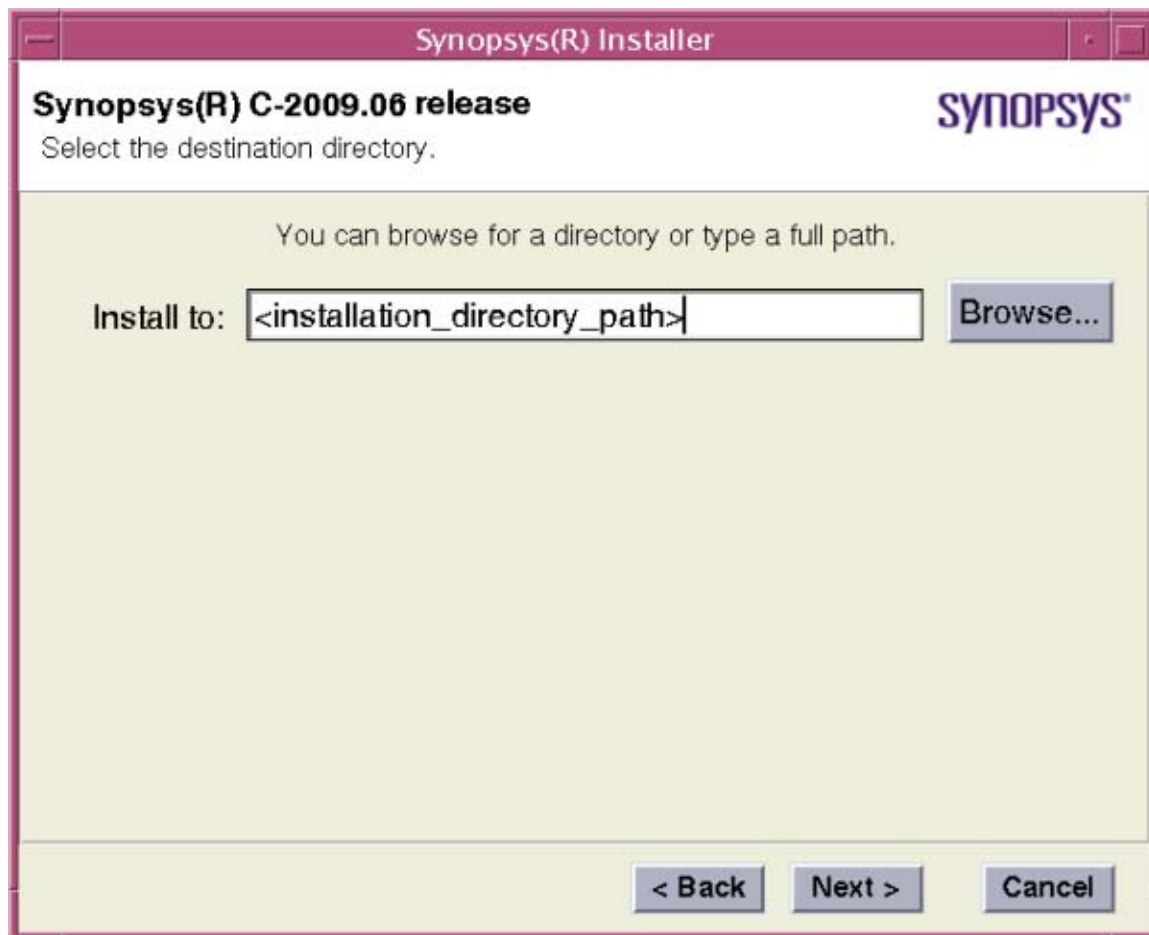 Synopsys(R) Installer
Synopsys(R) C-2009.06 release
SYNOPSYS®
Select the destination directory.
You can browse for a directory or type a full path.
Install to: <installation_directory_path> Browse...
< Back Next > Cancel